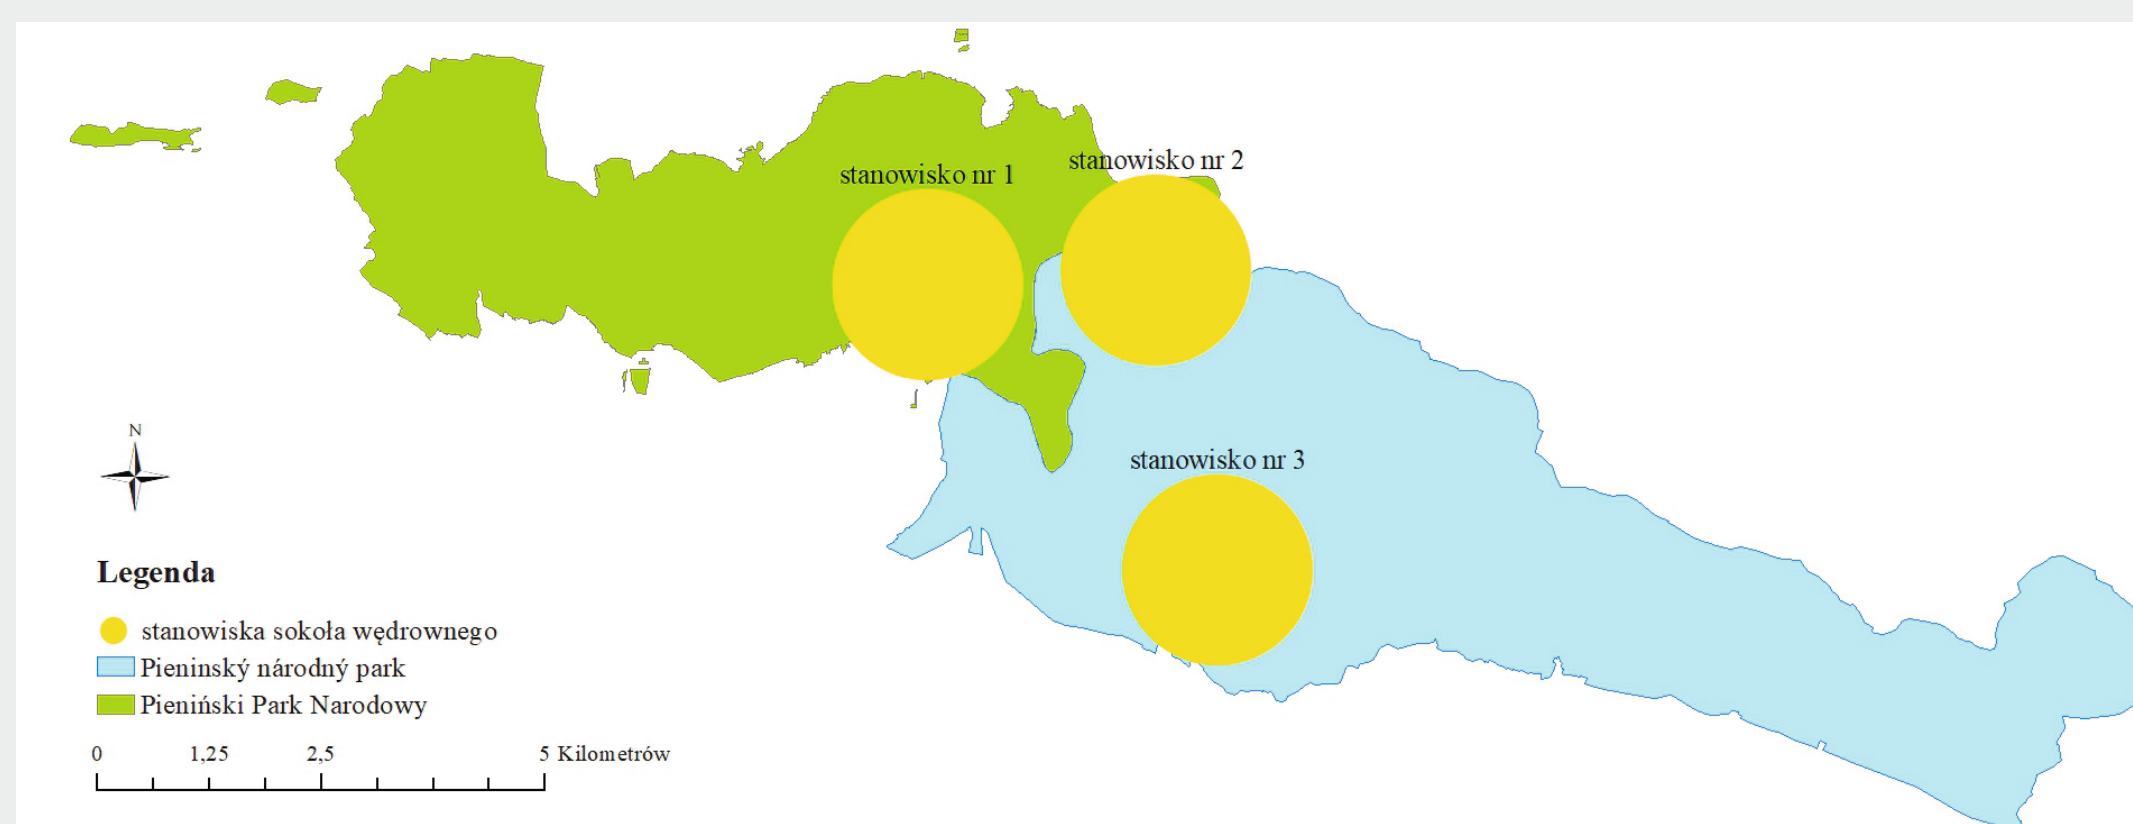 stanowisko nr 1
stanowisko nr 2
stanowisko nr 3
N
Legenda
stanowiska sokoła wędrownego
Pieninský národný park
Pieniński Park Narodowy
0 1,25 2,5 5 Kilometrów